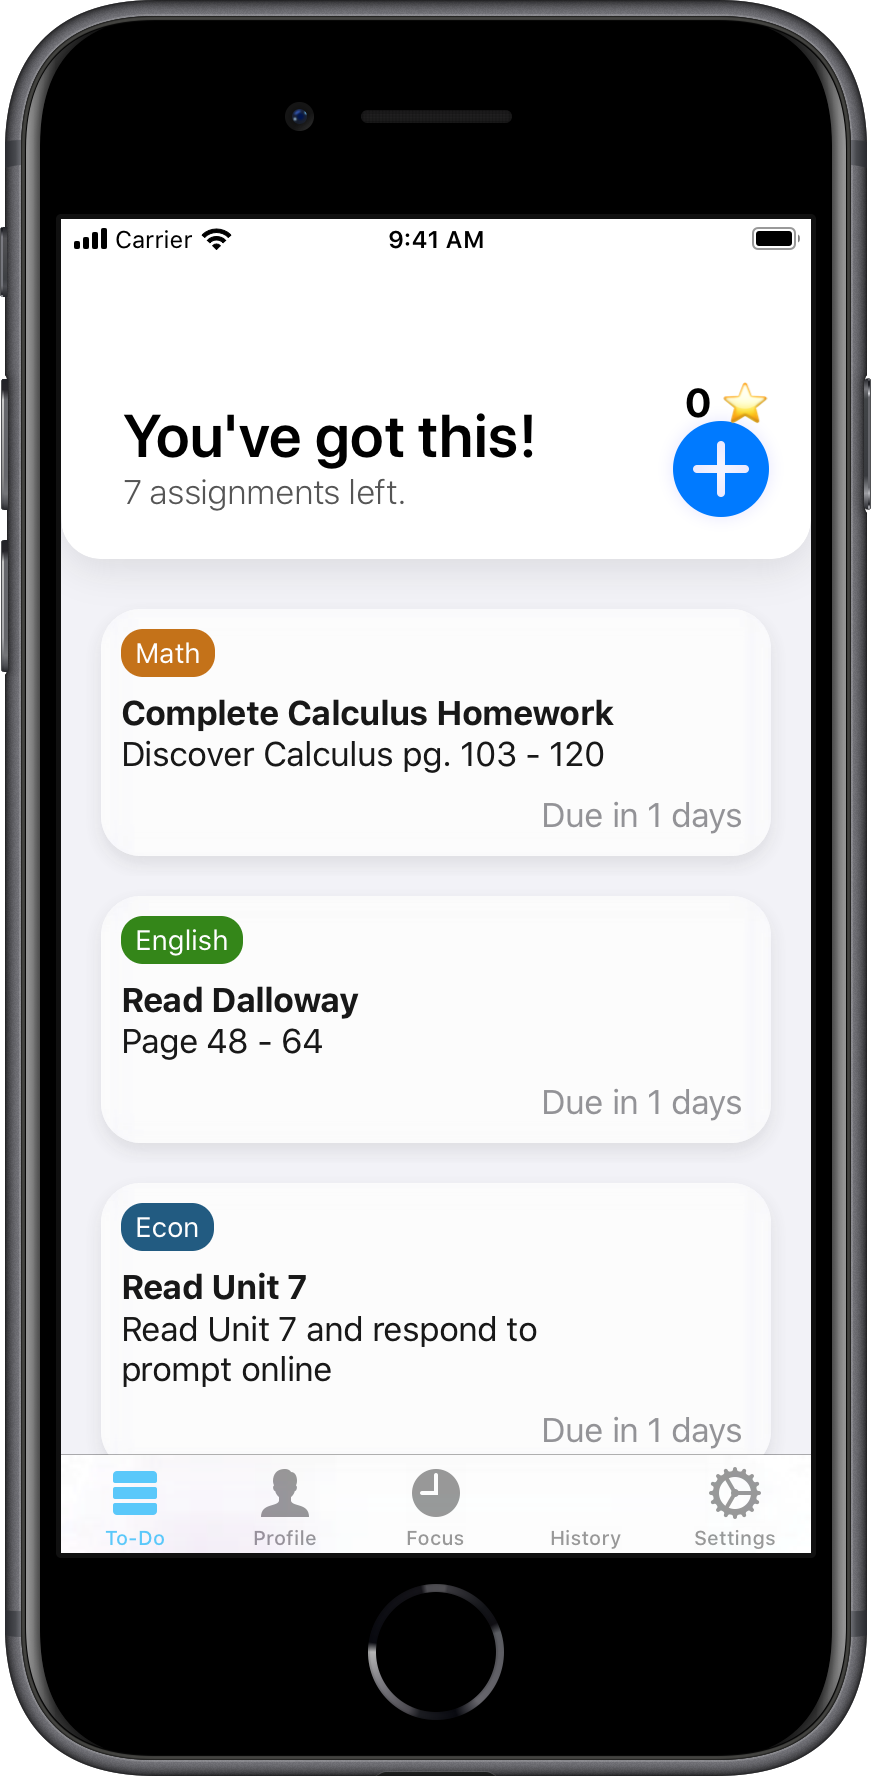 Carrier 9:41 AM
0 ⭐
You've got this!
7 assignments left.
Math
Complete Calculus Homework
Discover Calculus pg. 103 - 120
Due in 1 days
English
Read Dalloway
Page 48 - 64
Due in 1 days
Econ
Read Unit 7
Read Unit 7 and respond to
prompt online
Due in 1 days
To-Do Profile Focus History Settings